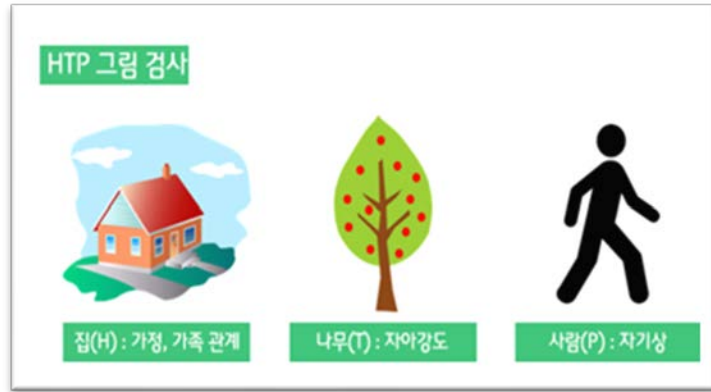 HTP 그림 검사
집(H) : 가정, 가족 관계
나무(T) : 자아강도
사람(P) : 자기상